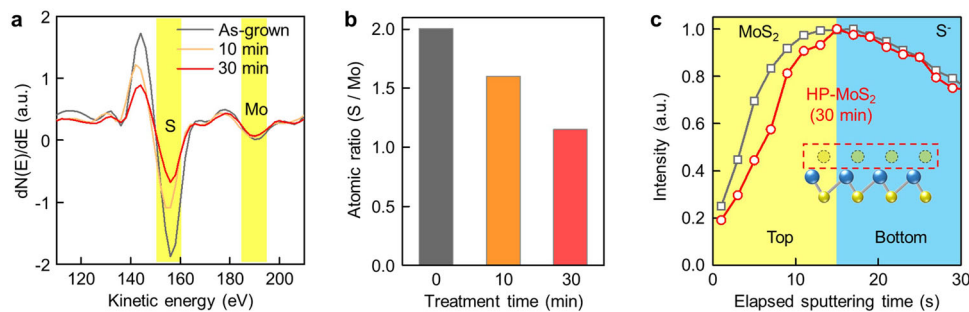 a
As-grown
10 min
30 min
S
Mo
dN(E)/dE (a.u.)
2
1
0
-1
-2
120
140
160
180
200
Kinetic energy (eV)
b
Atomic ratio (S / Mo)
2.0
1.5
1.0
0.5
0.0
0
10
30
Treatment time (min)
c
MoS₂
S⁻
HP-MoS₂
(30 min)
Top
Bottom
Intensity (a.u.)
1.0
0.8
0.6
0.4
0.2
0
10
20
30
Elapsed sputtering time (s)